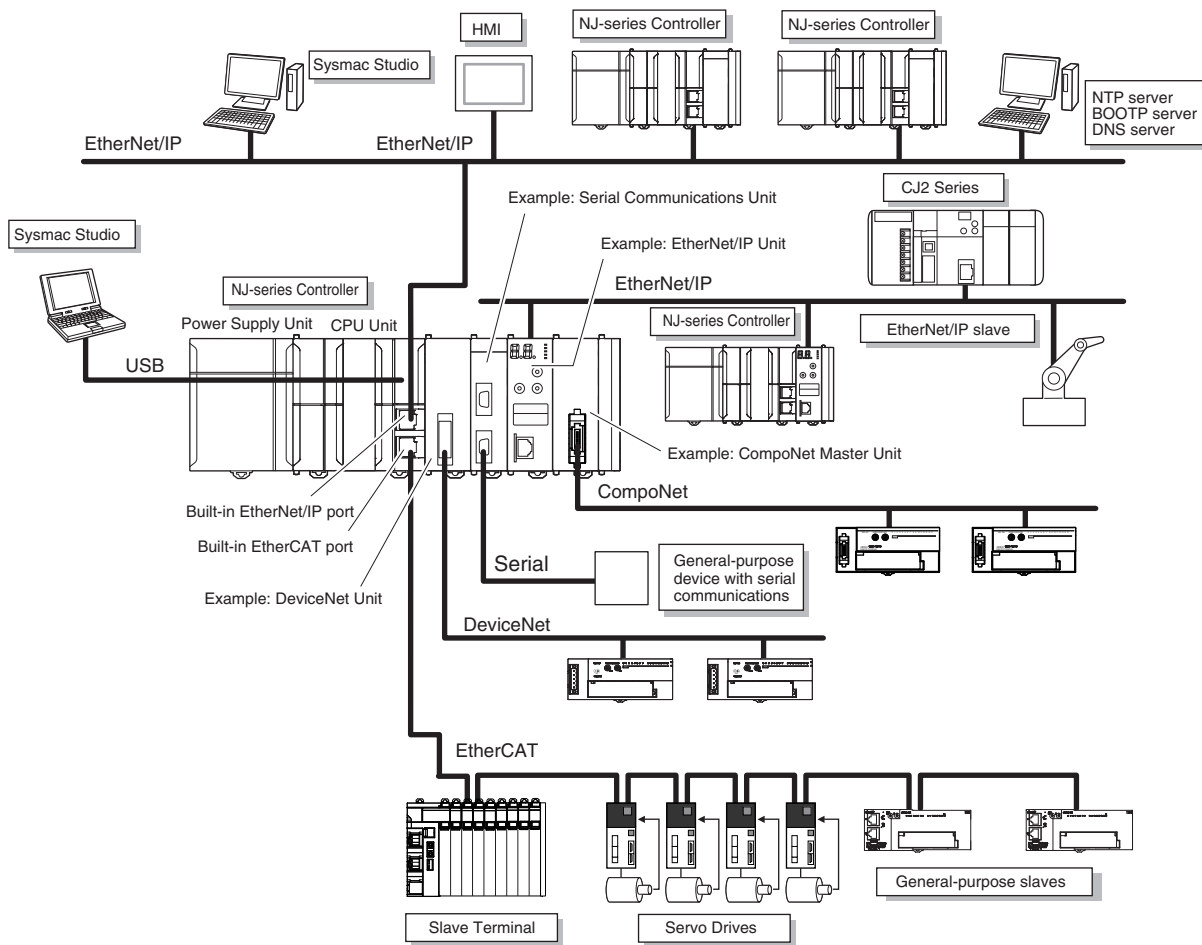 HMI
NJ-series Controller
NJ-series Controller
Sysmac Studio
NTP server
BOOTP server
DNS server
EtherNet/IP
EtherNet/IP
Example: Serial Communications Unit
CJ2 Series
Sysmac Studio
Example: EtherNet/IP Unit
EtherNet/IP
NJ-series Controller
Power Supply Unit
CPU Unit
NJ-series Controller
EtherNet/IP slave
USB
Example: CompoNet Master Unit
CompoNet
Built-in EtherNet/IP port
Built-in EtherCAT port
Serial
General-purpose
device with serial
communications
Example: DeviceNet Unit
DeviceNet
EtherCAT
General-purpose slaves
Slave Terminal
Servo Drives